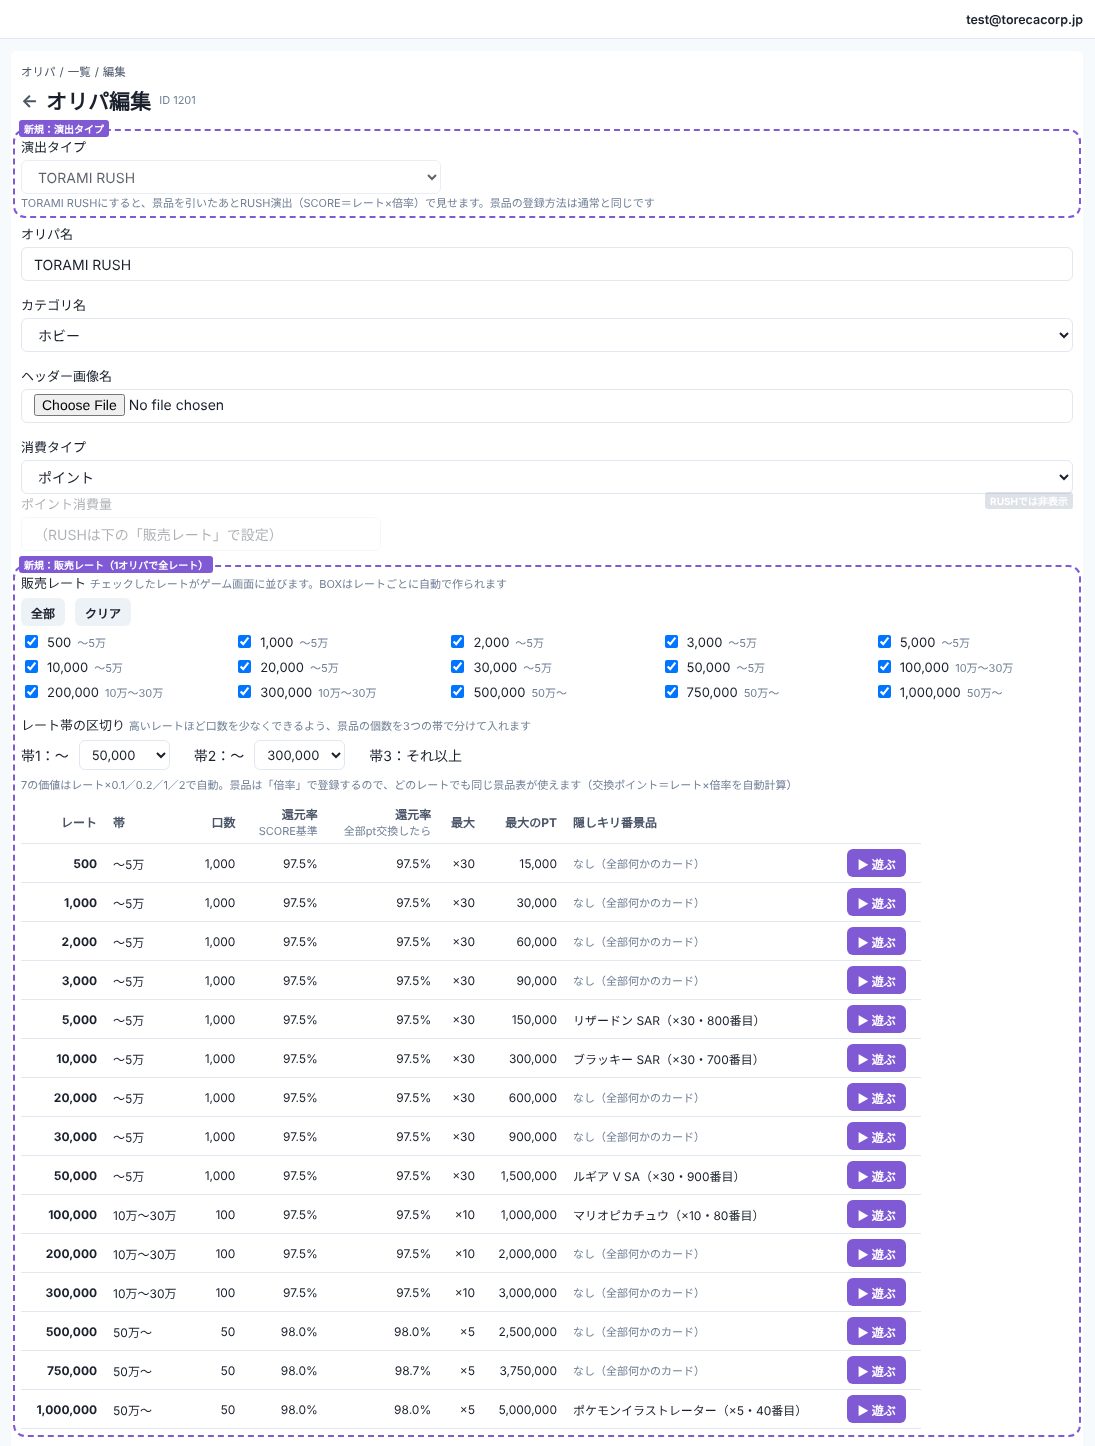 test@torecacorp.jp
オリパ / 一覧 / 編集
← オリパ編集 ID 1201
新規：演出タイプ
演出タイプ
TORAMI RUSH
TORAMI RUSHにすると、景品を引いたあとRUSH演出（SCORE＝レート×倍率）で見せます。景品の登録方法は通常と同じです
オリパ名
TORAMI RUSH
カテゴリ名
ホビー
ヘッダー画像名
Choose File No file chosen
消費タイプ
ポイント
ポイント消費量
RUSHでは非表示
（RUSHは下の「販売レート」で設定）
新規：販売レート（1オリパで全レート）
販売レート チェックしたレートがゲーム画面に並びます。BOXはレートごとに自動で作られます
全部 クリア
500 〜5万 1,000 〜5万 2,000 〜5万 3,000 〜5万 5,000 〜5万
10,000 〜5万 20,000 〜5万 30,000 〜5万 50,000 〜5万 100,000 10万〜30万
200,000 10万〜30万 300,000 10万〜30万 500,000 50万〜 750,000 50万〜 1,000,000 50万〜
レート帯の区切り 高いレートほど口数を少なくできるよう、景品の個数を3つの帯で分けて入れます
帯1：〜 50,000 帯2：〜 300,000 帯3：それ以上
7の価値はレート×0.1／0.2／1／2で自動。景品は「倍率」で登録するので、どのレートでも同じ景品表が使えます（交換ポイント＝レート×倍率を自動計算）
レート 帯 口数 還元率 SCORE基準 還元率 全部pt交換したら 最大 最大のPT 隠しキリ番景品
500 〜5万 1,000 97.5% 97.5% ×30 15,000 なし（全部何かのカード） ▶ 遊ぶ
1,000 〜5万 1,000 97.5% 97.5% ×30 30,000 なし（全部何かのカード） ▶ 遊ぶ
2,000 〜5万 1,000 97.5% 97.5% ×30 60,000 なし（全部何かのカード） ▶ 遊ぶ
3,000 〜5万 1,000 97.5% 97.5% ×30 90,000 なし（全部何かのカード） ▶ 遊ぶ
5,000 〜5万 1,000 97.5% 97.5% ×30 150,000 リザードン SAR（×30・800番目） ▶ 遊ぶ
10,000 〜5万 1,000 97.5% 97.5% ×30 300,000 ブラッキー SAR（×30・700番目） ▶ 遊ぶ
20,000 〜5万 1,000 97.5% 97.5% ×30 600,000 なし（全部何かのカード） ▶ 遊ぶ
30,000 〜5万 1,000 97.5% 97.5% ×30 900,000 なし（全部何かのカード） ▶ 遊ぶ
50,000 〜5万 1,000 97.5% 97.5% ×30 1,500,000 ルギア V SA（×30・900番目） ▶ 遊ぶ
100,000 10万〜30万 100 97.5% 97.5% ×10 1,000,000 マリオピカチュウ（×10・80番目） ▶ 遊ぶ
200,000 10万〜30万 100 97.5% 97.5% ×10 2,000,000 なし（全部何かのカード） ▶ 遊ぶ
300,000 10万〜30万 100 97.5% 97.5% ×10 3,000,000 なし（全部何かのカード） ▶ 遊ぶ
500,000 50万〜 50 98.0% 98.0% ×5 2,500,000 なし（全部何かのカード） ▶ 遊ぶ
750,000 50万〜 50 98.0% 98.7% ×5 3,750,000 なし（全部何かのカード） ▶ 遊ぶ
1,000,000 50万〜 50 98.0% 98.0% ×5 5,000,000 ポケモンイラストレーター（×5・40番目） ▶ 遊ぶ